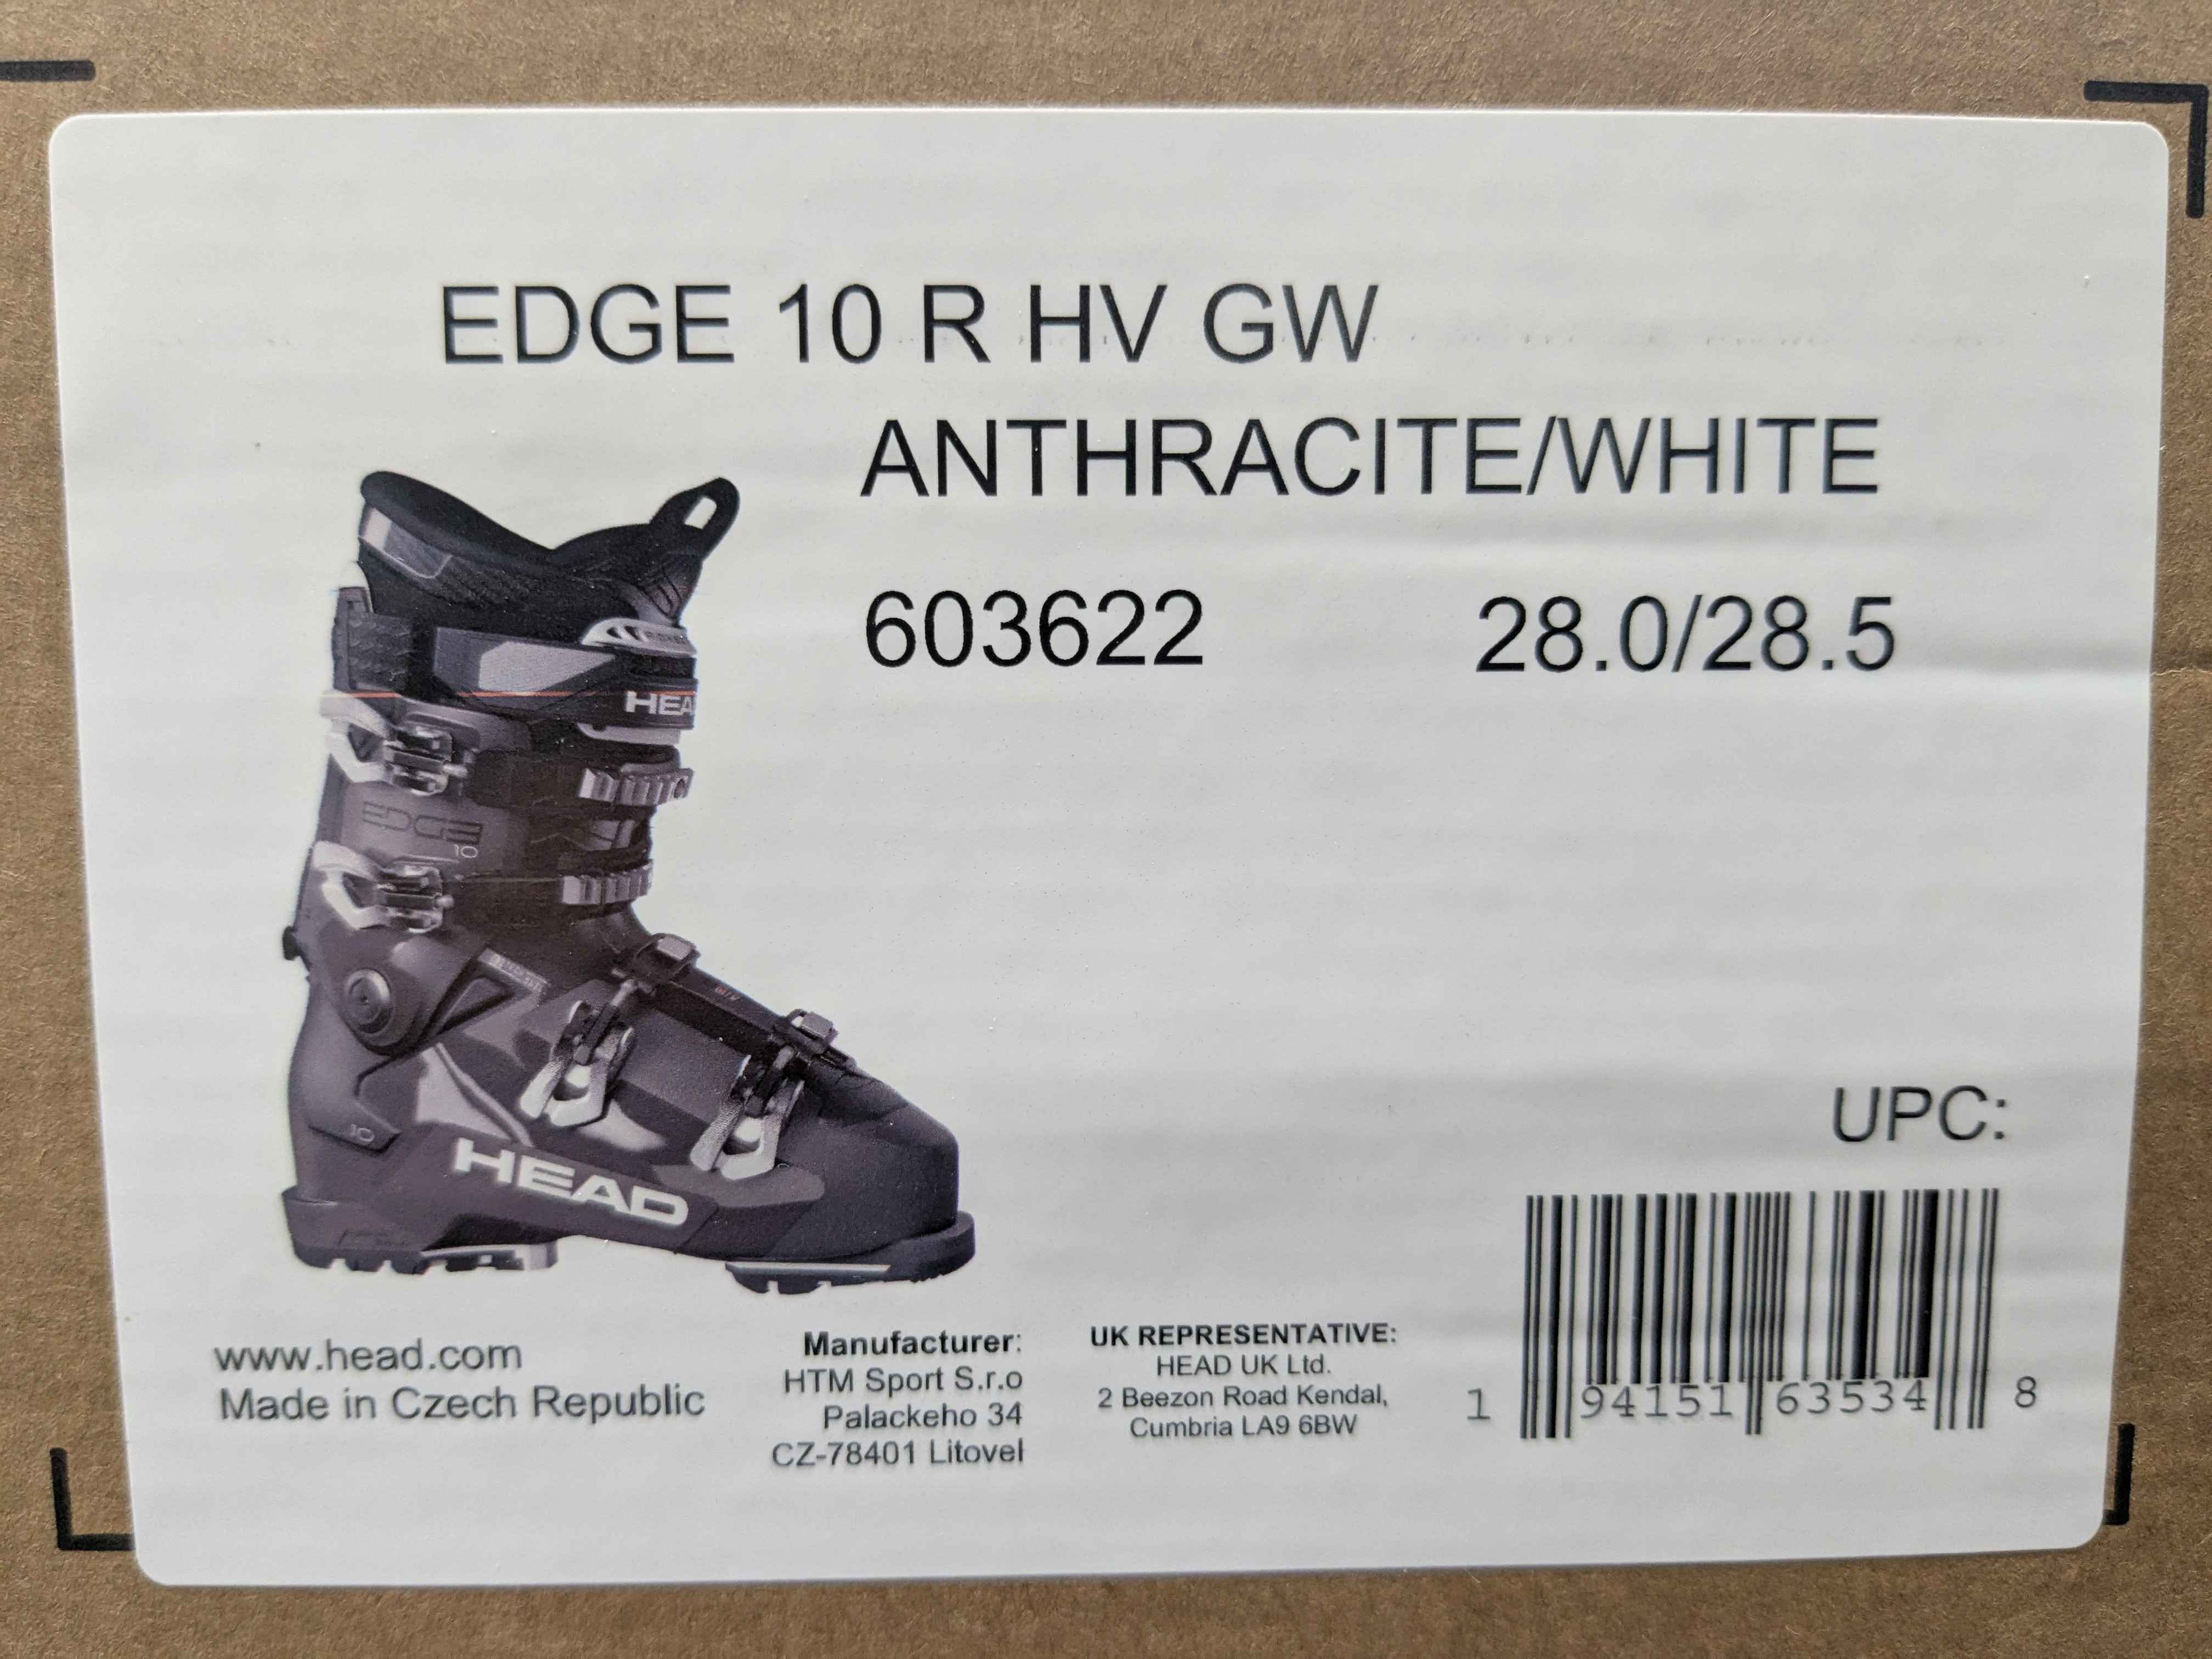 EDGE 10 R HV GW
ANTHRACITE/WHITE
603622 28.0/28.5
HEA
EDGE
10
10
HEAD
UPC:
1 94151 63534 8
www.head.com
Made in Czech Republic
Manufacturer:
HTM Sport S.r.o
Palackeho 34
CZ-78401 Litovel
UK REPRESENTATIVE:
HEAD UK Ltd.
2 Beezon Road Kendal,
Cumbria LA9 6BW